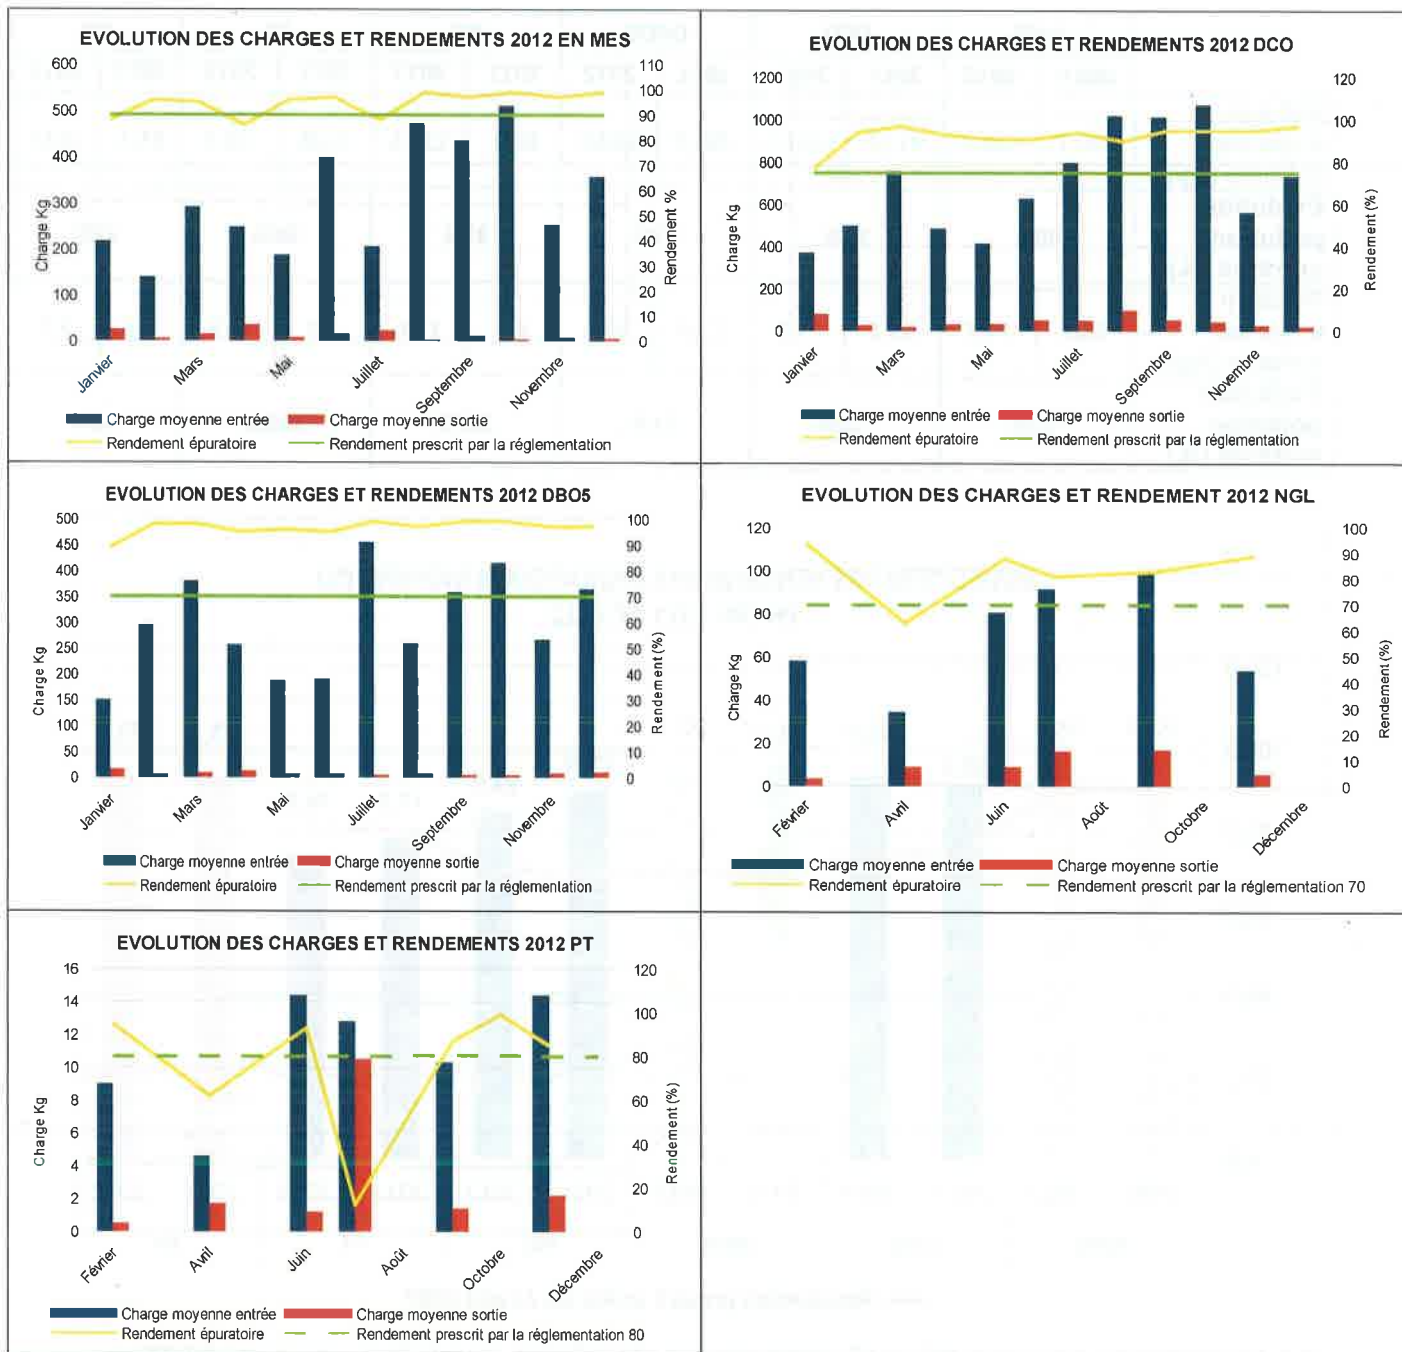 EVOLUTION DES CHARGES ET RENDEMENTS 2012 EN MES
600
500
400
300
200
100
0
Charge Kg
110
100
90
80
70
60
50
40
30
20
10
0
Rendement %
Janvier
Mars
Mai
Juillet
Septembre
Novembre
Charge moyenne entrée
Charge moyenne sortie
Rendement épuratoire
Rendement prescrit par la réglementation
EVOLUTION DES CHARGES ET RENDEMENTS 2012 DCO
1200
1000
800
600
400
200
0
Charge Kg
120
100
80
60
40
20
0
Rendement (%)
Janvier
Mars
Mai
Juillet
Septembre
Novembre
Charge moyenne entrée
Charge moyenne sortie
Rendement épuratoire
Rendement prescrit par la réglementation
EVOLUTION DES CHARGES ET RENDEMENTS 2012 DBO5
500
450
400
350
300
250
200
150
100
50
0
Charge Kg
100
90
80
70
60
50
40
30
20
10
0
Rendement (%)
Janvier
Mars
Mai
Juillet
Septembre
Novembre
Charge moyenne entrée
Charge moyenne sortie
Rendement épuratoire
Rendement prescrit par la réglementation
EVOLUTION DES CHARGES ET RENDEMENT 2012 NGL
120
100
80
60
40
20
0
Charge Kg
100
90
80
70
60
50
40
30
20
10
0
Rendement (%)
Février
Avril
Juin
Août
Octobre
Décembre
Charge moyenne entrée
Charge moyenne sortie
Rendement épuratoire
Rendement prescrit par la réglementation 70
EVOLUTION DES CHARGES ET RENDEMENTS 2012 PT
16
14
12
10
8
6
4
2
0
Charge Kg
120
100
80
60
40
20
0
Rendement (%)
Février
Avril
Juin
Août
Octobre
Décembre
Charge moyenne entrée
Charge moyenne sortie
Rendement épuratoire
Rendement prescrit par la réglementation 80